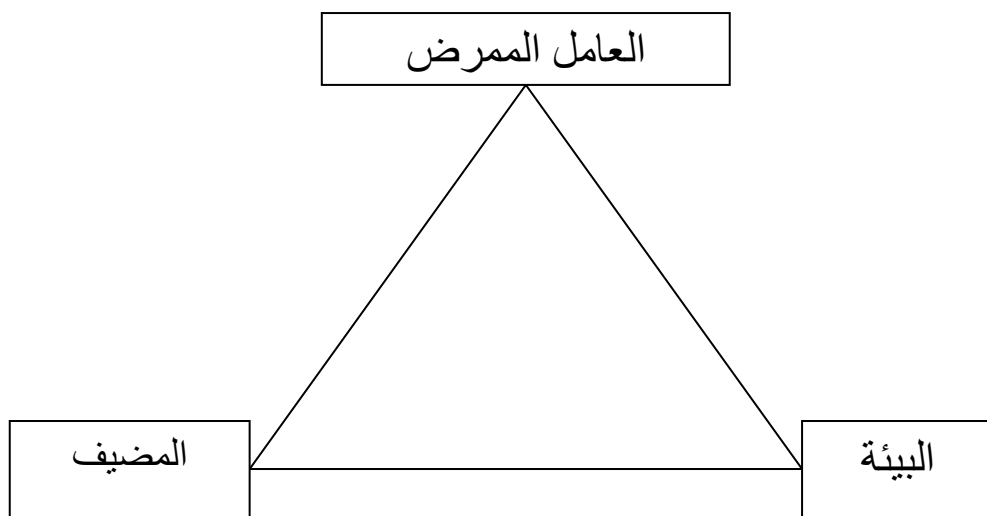 العامل الممرض
البيئة
المضيف